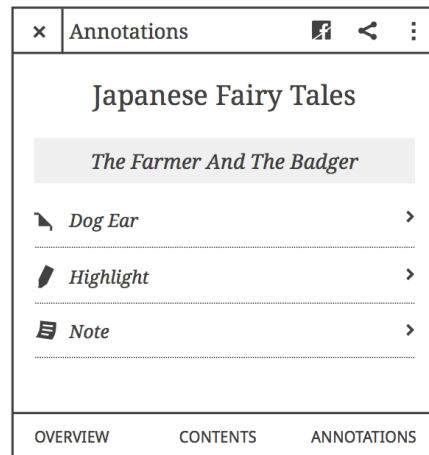 Annotations
Japanese Fairy Tales
The Farmer And The Badger
Dog Ear
Highlight
Note
OVERVIEW CONTENTS ANNOTATIONS